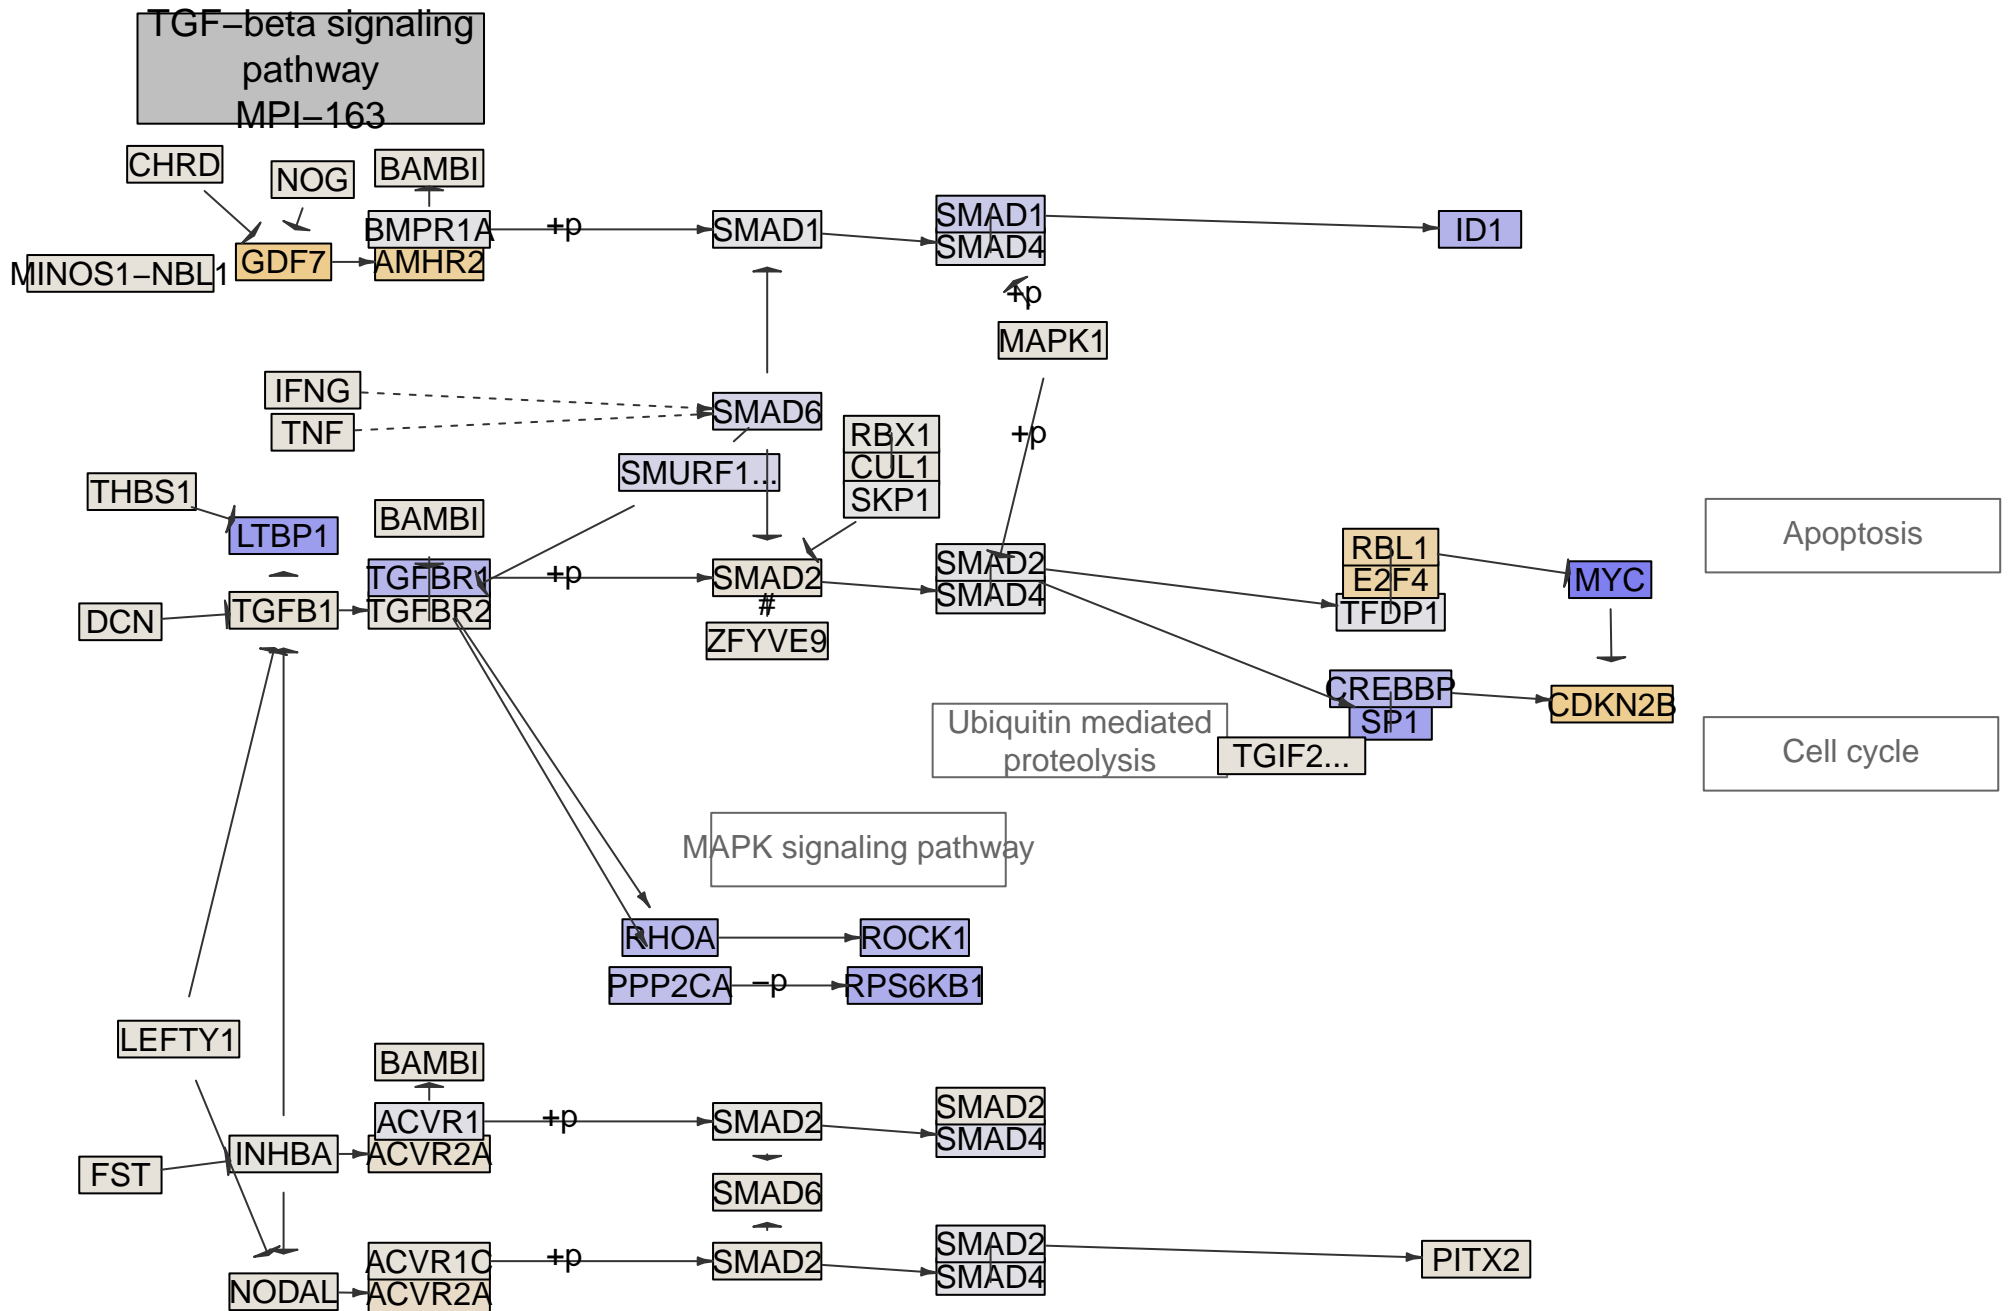 TGF−beta signaling
pathway
MPI−163
CHRD
NOG
BAMBI
BMPR1A
+p
SMAD1
SMAD1
SMAD4
ID1
MINOS1−NBL1
GDF7
AMHR2
+p
MAPK1
IFNG
TNF
SMAD6
RBX1
CUL1
SKP1
+p
SMURF1...
THBS1
LTBP1
BAMBI
TGFBR1
TGFBR2
+p
SMAD2
#
ZFYVE9
SMAD2
SMAD4
RBL1
E2F4
TFDP1
MYC
Apoptosis
DCN
TGFB1
CREBBP
SP1
TGIF2...
CDKN2B
Ubiquitin mediated
proteolysis
Cell cycle
MAPK signaling pathway
RHOA
ROCK1
PPP2CA
−p
RPS6KB1
LEFTY1
BAMBI
ACVR1
ACVR2A
+p
SMAD2
SMAD2
SMAD4
FST
INHBA
SMAD6
ACVR1C
ACVR2A
+p
SMAD2
SMAD2
SMAD4
PITX2
NODAL